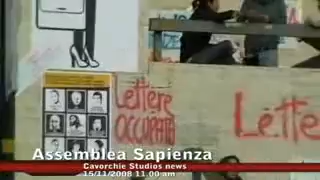 Lettere
OCCUPATA
Lette
Assemblea Sapienza
Cavorchie Studios news
15/11/2008 11.00 am